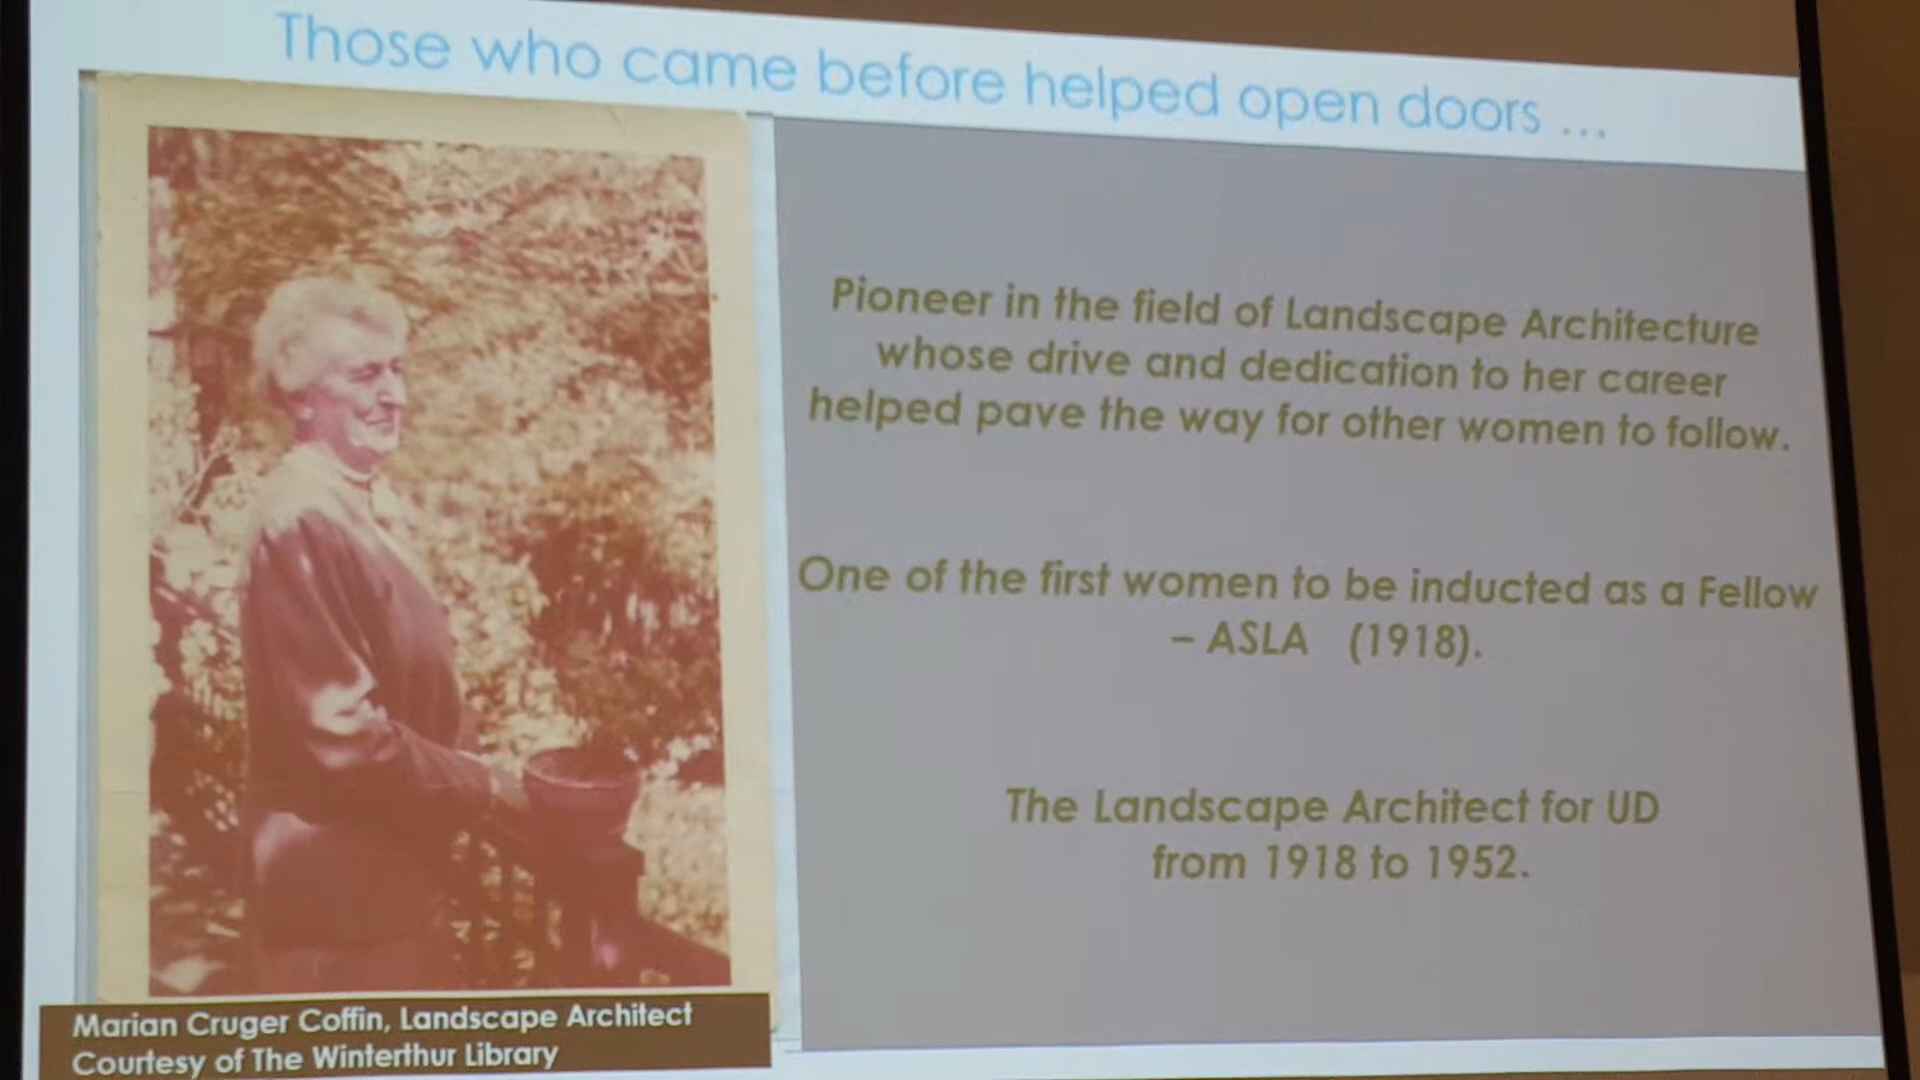 Those who came before helped open doors ...
Pioneer in the field of Landscape Architecture
whose drive and dedication to her career
helped pave the way for other women to follow.
One of the first women to be inducted as a Fellow
– ASLA (1918).
The Landscape Architect for UD
from 1918 to 1952.
Marian Cruger Coffin, Landscape Architect
Courtesy of The Winterthur Library